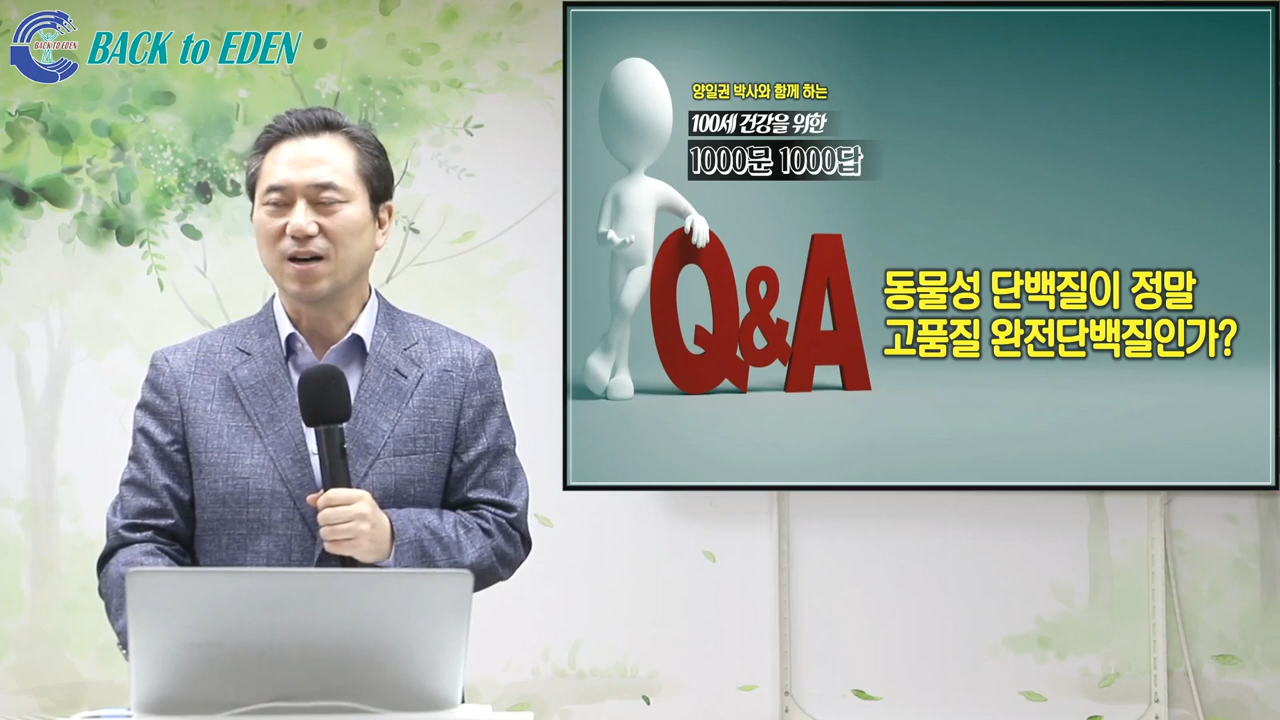 BACK TO EDEN
BACK to EDEN
양일권 박사와 함께 하는
100세 건강을 위한
1000문 1000답
Q&A
동물성 단백질이 정말
고품질 완전단백질인가?